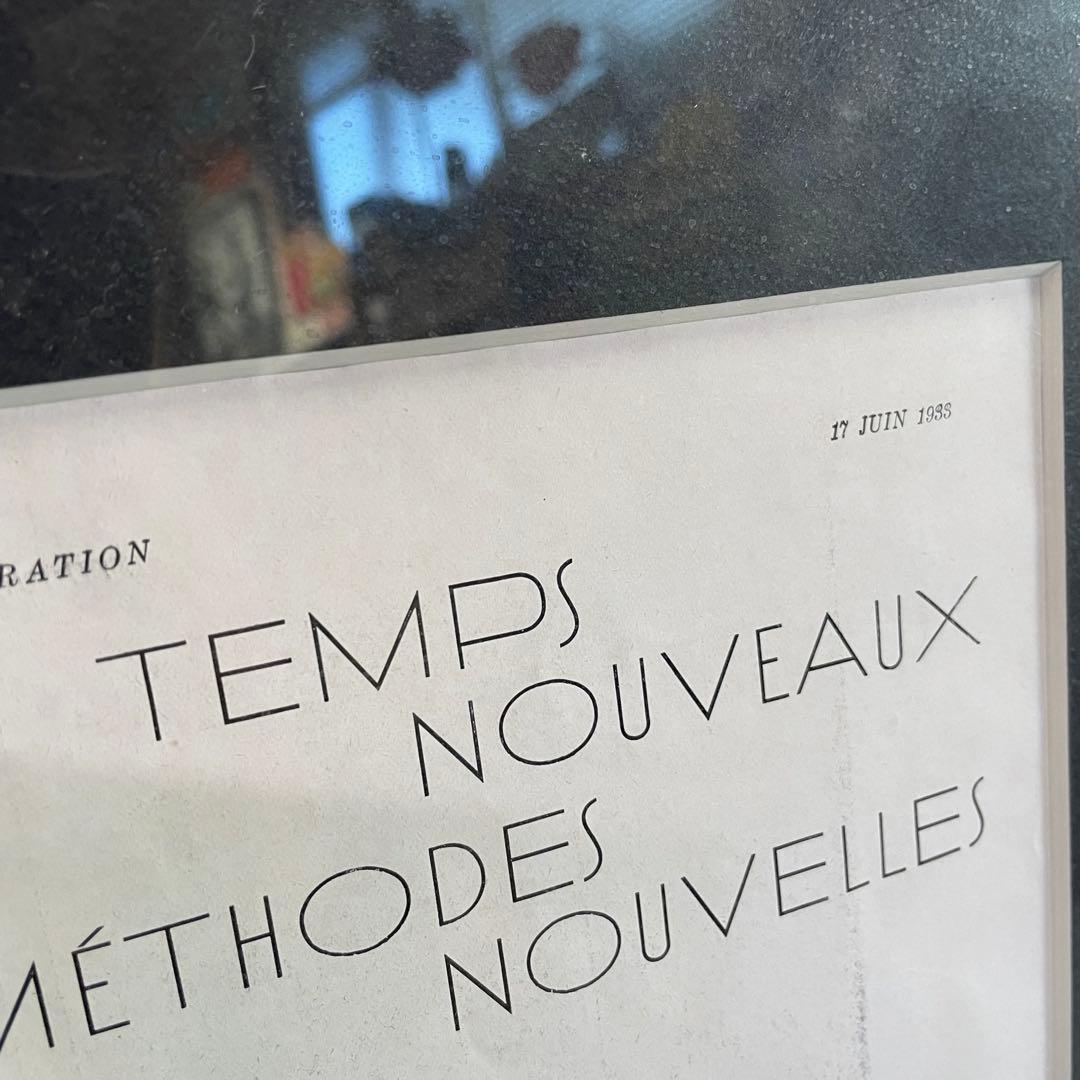 17 JUIN 1933
RATION
TEMPS
NOUVEAUX
MÉTHODES
NOUVELLES